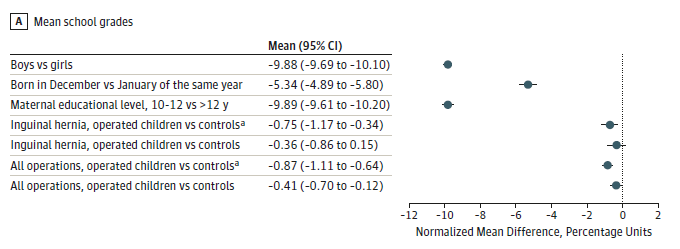 A Mean school grades
Mean (95% CI)
Boys vs girls -9.88 (-9.69 to -10.10)
Born in December vs January of the same year -5.34 (-4.89 to -5.80)
Maternal educational level, 10-12 vs >12 y -9.89 (-9.61 to -10.20)
Inguinal hernia, operated children vs controlsᵃ -0.75 (-1.17 to -0.34)
Inguinal hernia, operated children vs controls -0.36 (-0.86 to 0.15)
All operations, operated children vs controlsᵃ -0.87 (-1.11 to -0.64)
All operations, operated children vs controls -0.41 (-0.70 to -0.12)
-12 -10 -8 -6 -4 -2 0 2
Normalized Mean Difference, Percentage Units